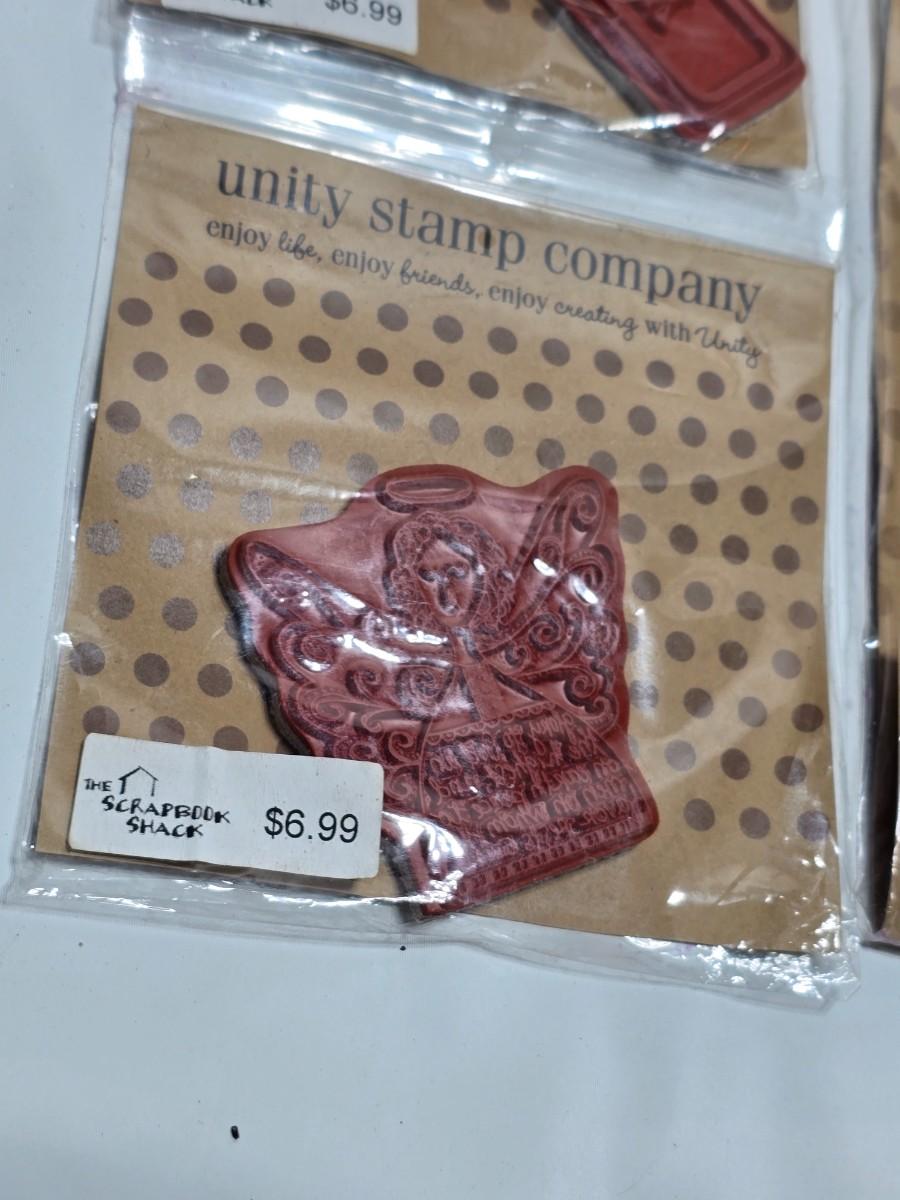 $6.99
unity stamp company
enjoy life, enjoy friends, enjoy creating with Unity
THE
SCRAPBOOK
SHACK
$6.99